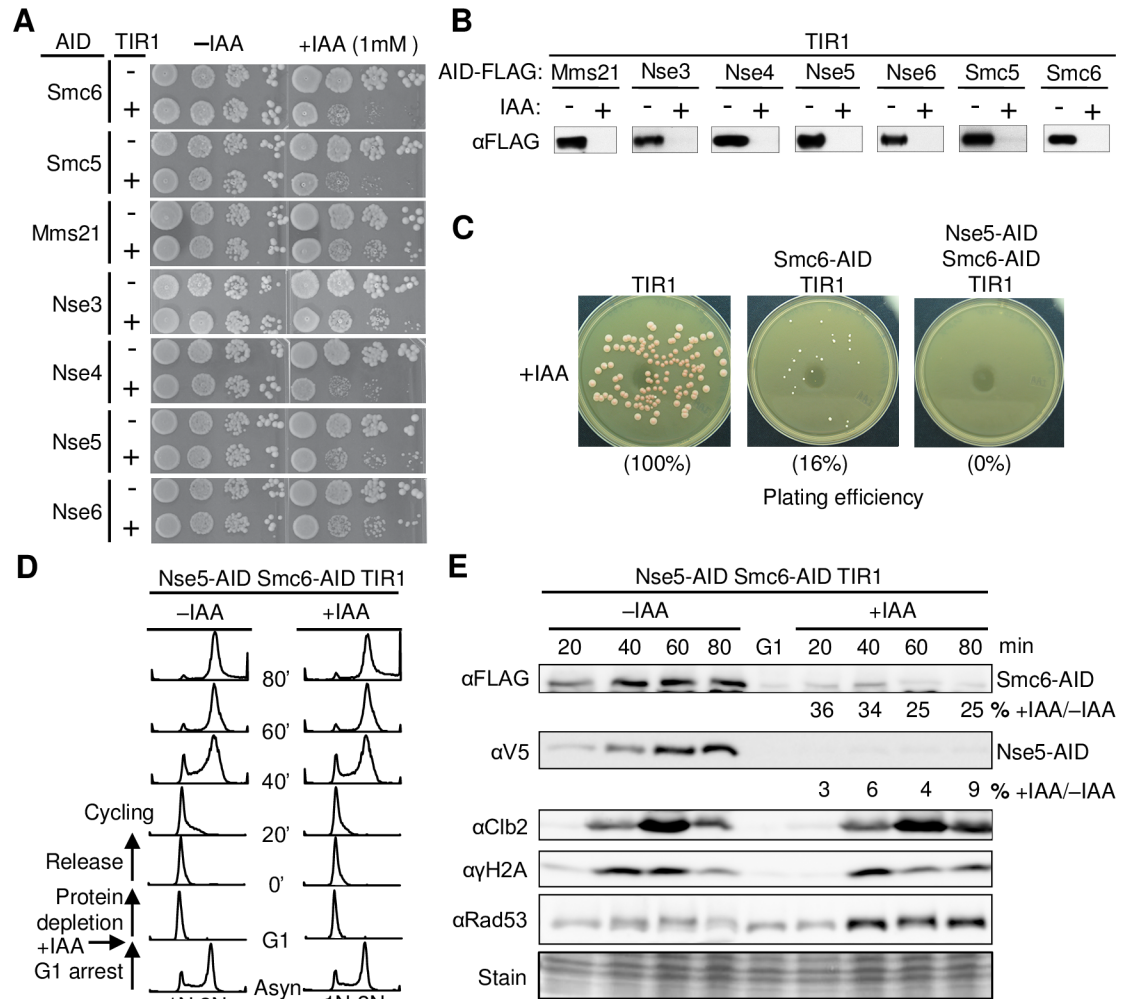 A
AID TIR1 –IAA +IAA (1mM )
Smc6 - +
Smc5 - +
Mms21 - +
Nse3 - +
Nse4 - +
Nse5 - +
Nse6 - +
B
TIR1
AID-FLAG: Mms21 Nse3 Nse4 Nse5 Nse6 Smc5 Smc6
IAA: - + - + - + - + - + - + - +
αFLAG
C
Nse5-AID
Smc6-AID Smc6-AID
TIR1 TIR1 TIR1
+IAA
(100%) (16%) (0%)
Plating efficiency
D
Nse5-AID Smc6-AID TIR1
–IAA +IAA
80’
60’
40’
Cycling 20’
Release
0’
Protein
depletion
+IAA G1
G1 arrest
Asyn
1N 2N 1N 2N
E
Nse5-AID Smc6-AID TIR1
–IAA +IAA
20 40 60 80 G1 20 40 60 80 min
αFLAG Smc6-AID
36 34 25 25 % +IAA/–IAA
αV5 Nse5-AID
3 6 4 9 % +IAA/–IAA
αClb2
αγH2A
αRad53
Stain